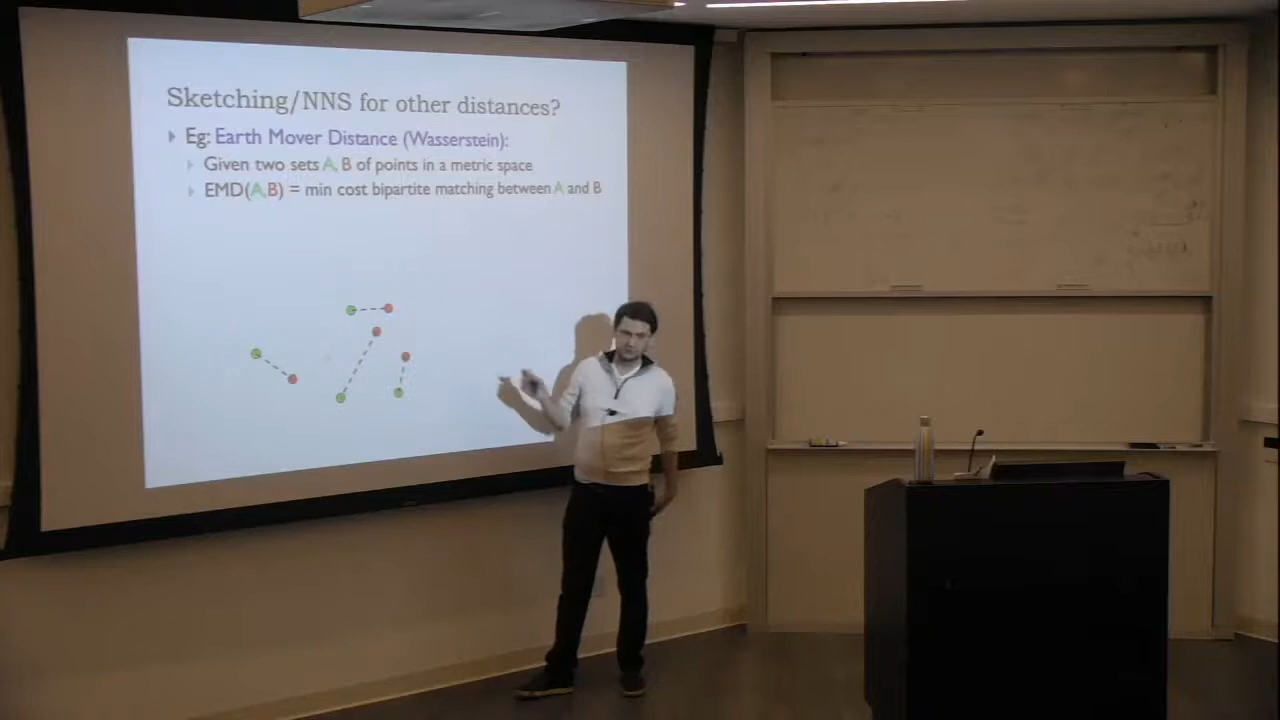 Sketching/NNS for other distances?
Eg: Earth Mover Distance (Wasserstein):
Given two sets A, B of points in a metric space
EMD(A,B) = min cost bipartite matching between A and B